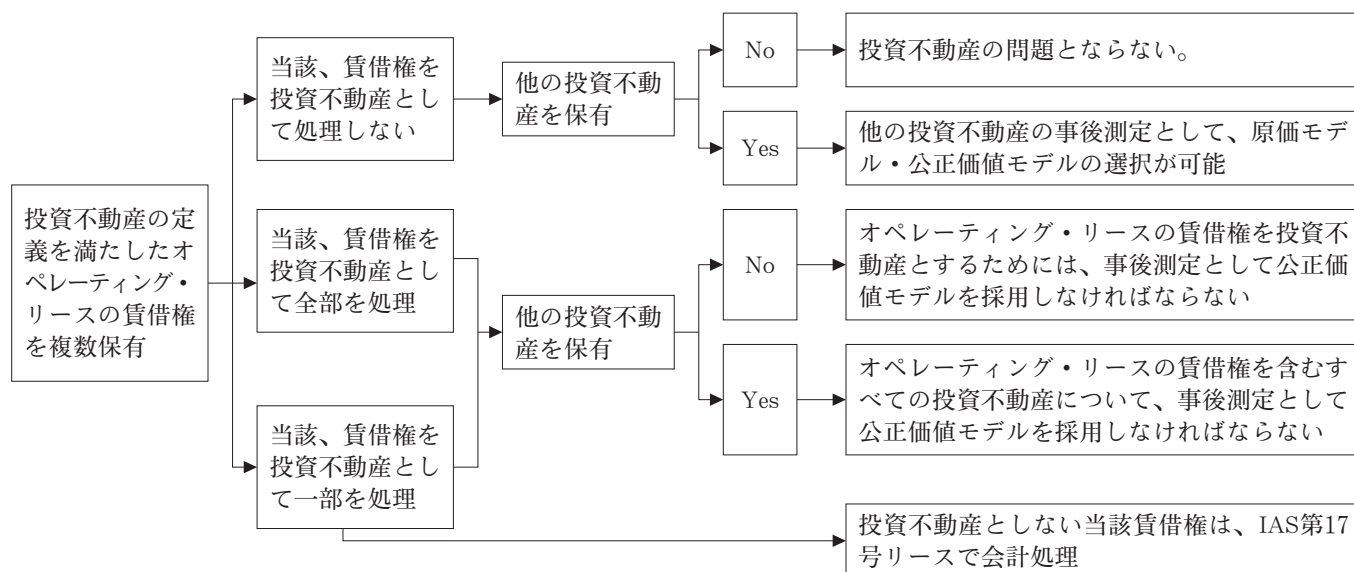 投資不動産の定
義を満たしたオ
ペレーティング・
リースの賃借権
を複数保有
当該、賃借権を
投資不動産とし
て処理しない
他の投資不動
産を保有
No
投資不動産の問題とならない。
Yes
他の投資不動産の事後測定として、原価モデ
ル・公正価値モデルの選択が可能
当該、賃借権を
投資不動産とし
て全部を処理
当該、賃借権を
投資不動産とし
て一部を処理
他の投資不動
産を保有
No
オペレーティング・リースの賃借権を投資不
動産とするためには、事後測定として公正価
値モデルを採用しなければならない
Yes
オペレーティング・リースの賃借権を含むす
べての投資不動産について、事後測定として
公正価値モデルを採用しなければならない
投資不動産としない当該賃借権は、IAS第17
号リースで会計処理